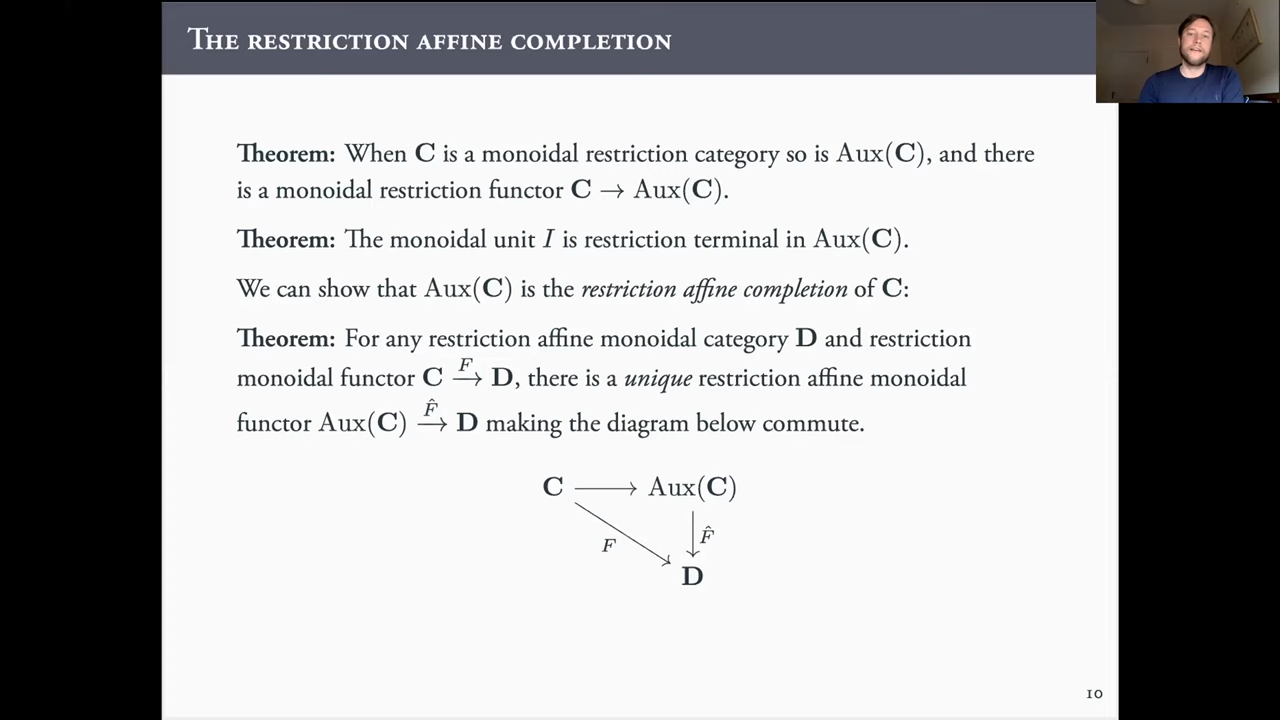 The restriction affine completion
Theorem: When C is a monoidal restriction category so is Aux(C), and there
is a monoidal restriction functor C → Aux(C).
Theorem: The monoidal unit I is restriction terminal in Aux(C).
We can show that Aux(C) is the restriction affine completion of C:
Theorem: For any restriction affine monoidal category D and restriction
monoidal functor C →F D, there is a unique restriction affine monoidal
functor Aux(C) →F̂ D making the diagram below commute.
C → Aux(C)
F F̂
D
10